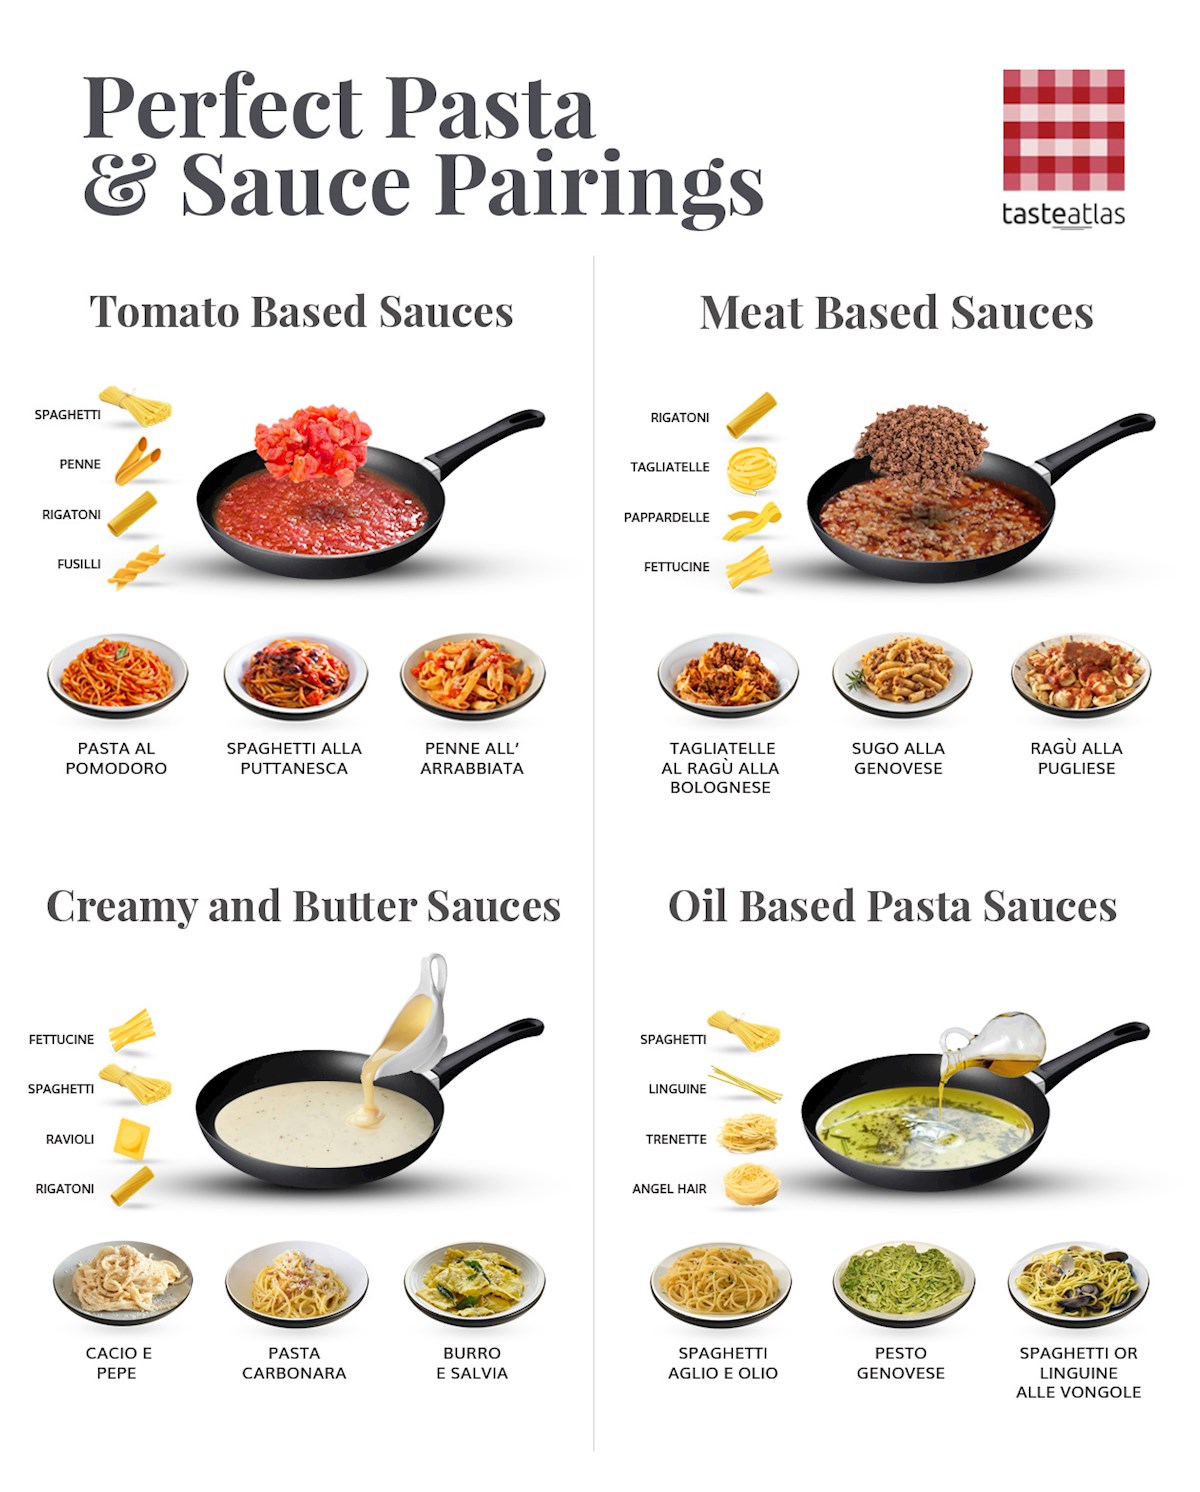 Perfect Pasta
& Sauce Pairings
tasteatlas
Tomato Based Sauces
SPAGHETTI
PENNE
RIGATONI
FUSILLI
PASTA AL
POMODORO
SPAGHETTI ALLA
PUTTANESCA
PENNE ALL’
ARRABBIATA
Meat Based Sauces
RIGATONI
TAGLIATELLE
PAPPARDELLE
FETTUCINE
TAGLIATELLE
AL RAGÙ ALLA
BOLOGNESE
SUGO ALLA
GENOVESE
RAGÙ ALLA
PUGLIESE
Creamy and Butter Sauces
FETTUCINE
SPAGHETTI
RAVIOLI
RIGATONI
CACIO E
PEPE
PASTA
CARBONARA
BURRO
E SALVIA
Oil Based Pasta Sauces
SPAGHETTI
LINGUINE
TRENETTE
ANGEL HAIR
SPAGHETTI
AGLIO E OLIO
PESTO
GENOVESE
SPAGHETTI OR
LINGUINE
ALLE VONGOLE